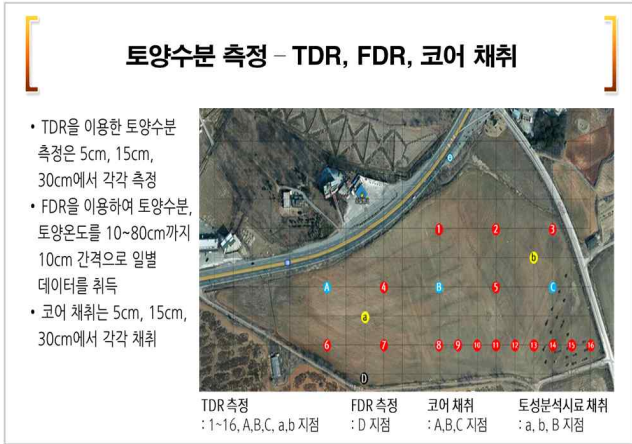 토양수분 측정 – TDR, FDR, 코어 채취
• TDR을 이용한 토양수분
측정은 5cm, 15cm,
30cm에서 각각 측정
• FDR을 이용하여 토양수분,
토양온도를 10~80cm까지
10cm 간격으로 일별
데이터를 취득
• 코어 채취는 5cm, 15cm,
30cm에서 각각 채취
1 2 3
b
A 4 B 5 C
a
6 7 8 9 10 11 12 13 14 15 16
D
TDR 측정
: 1~16, A,B,C, a,b 지점
FDR 측정
: D 지점
코어 채취
: A,B,C 지점
토성분석시료 채취
: a, b, B 지점